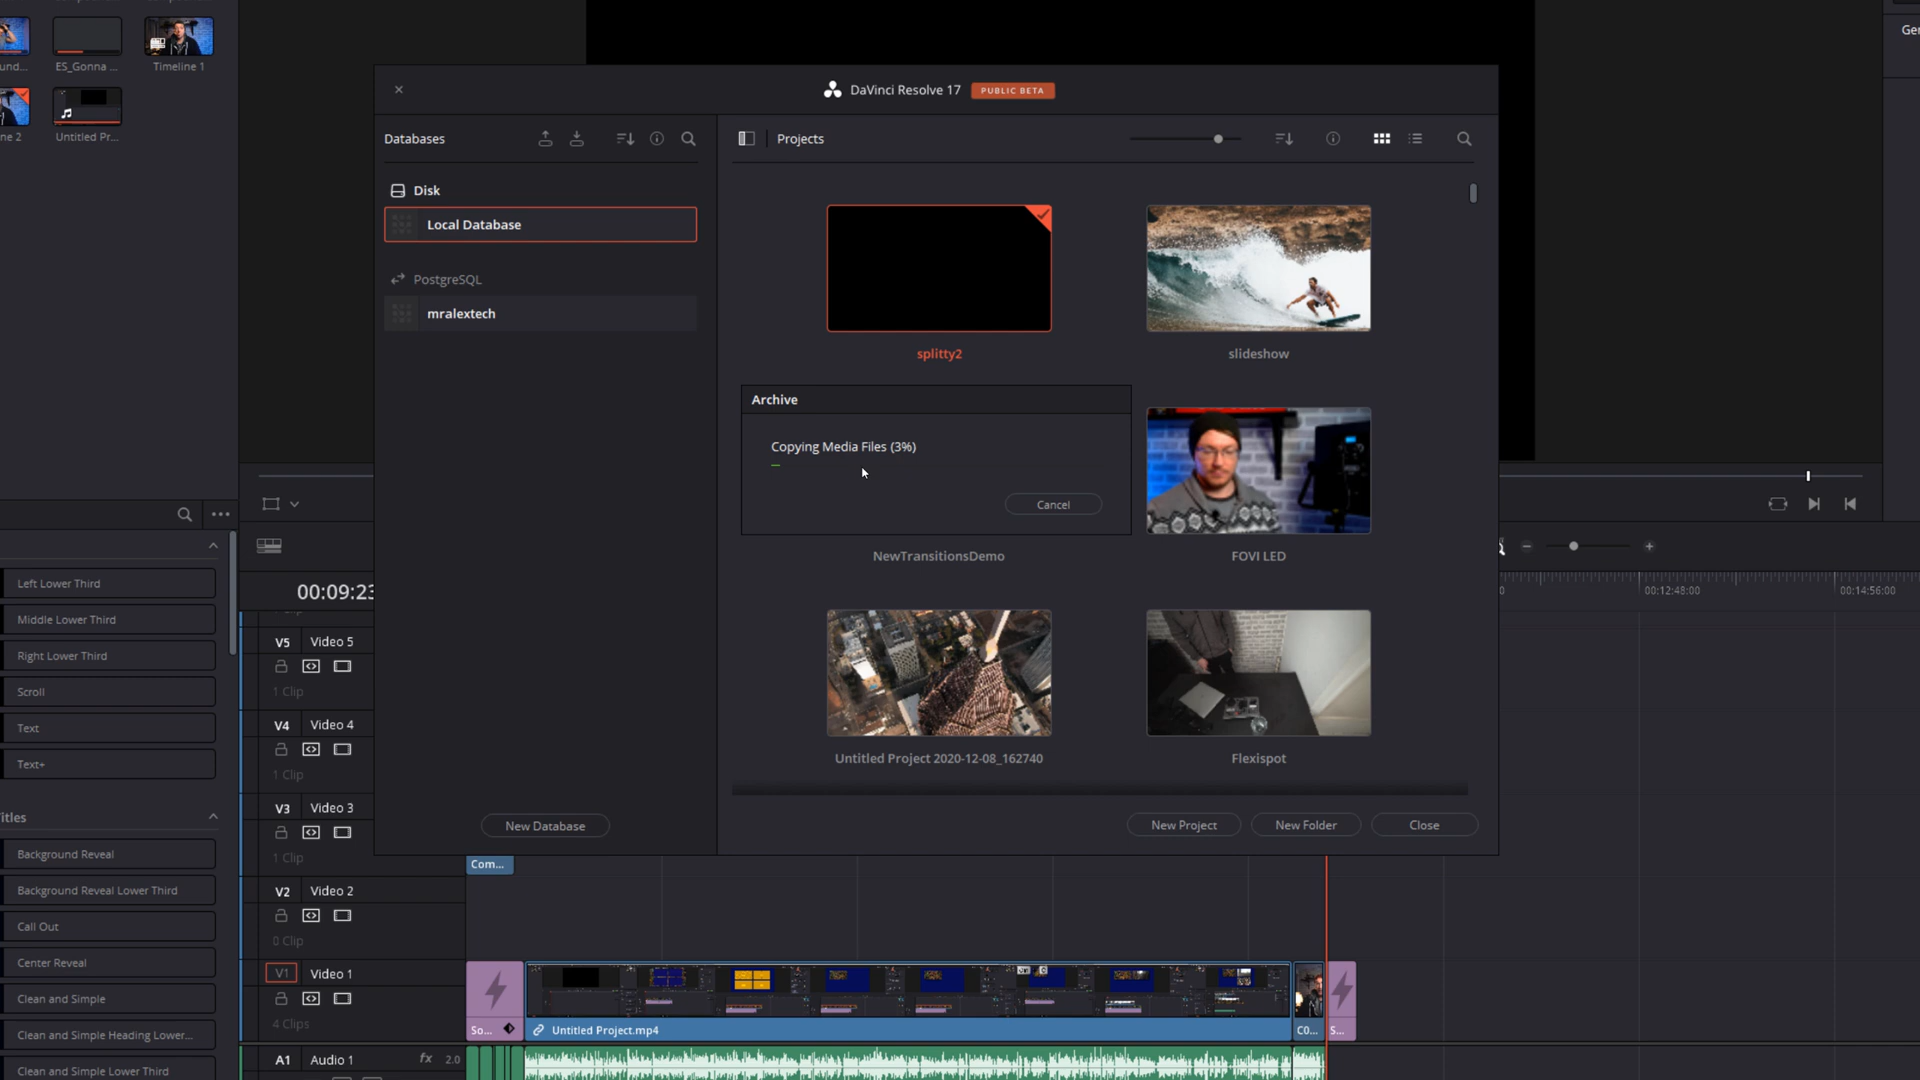 und...
ES_Gonna ...
Timeline 1
ne 2
Untitled Pr...
DaVinci Resolve 17
PUBLIC BETA
Databases
Projects
Disk
Local Database
PostgreSQL
mralextech
splitty2
slideshow
Archive
Copying Media Files (3%)
Cancel
NewTransitionsDemo
FOVI LED
Untitled Project 2020-12-08_162740
Flexispot
New Database
New Project
New Folder
Close
Left Lower Third
Middle Lower Third
Right Lower Third
Scroll
Text
Text+
itles
Background Reveal
Background Reveal Lower Third
Call Out
Center Reveal
Clean and Simple
Clean and Simple Heading Lower...
Clean and Simple Lower Third
00:09:23
00:12:48:00
00:14:56:00
V5 Video 5
1 Clip
V4 Video 4
1 Clip
V3 Video 3
1 Clip
Com...
V2 Video 2
0 Clip
V1 Video 1
4 Clips
So...
Untitled Project.mp4
C0...
S...
A1 Audio 1 fx 2.0
Ger